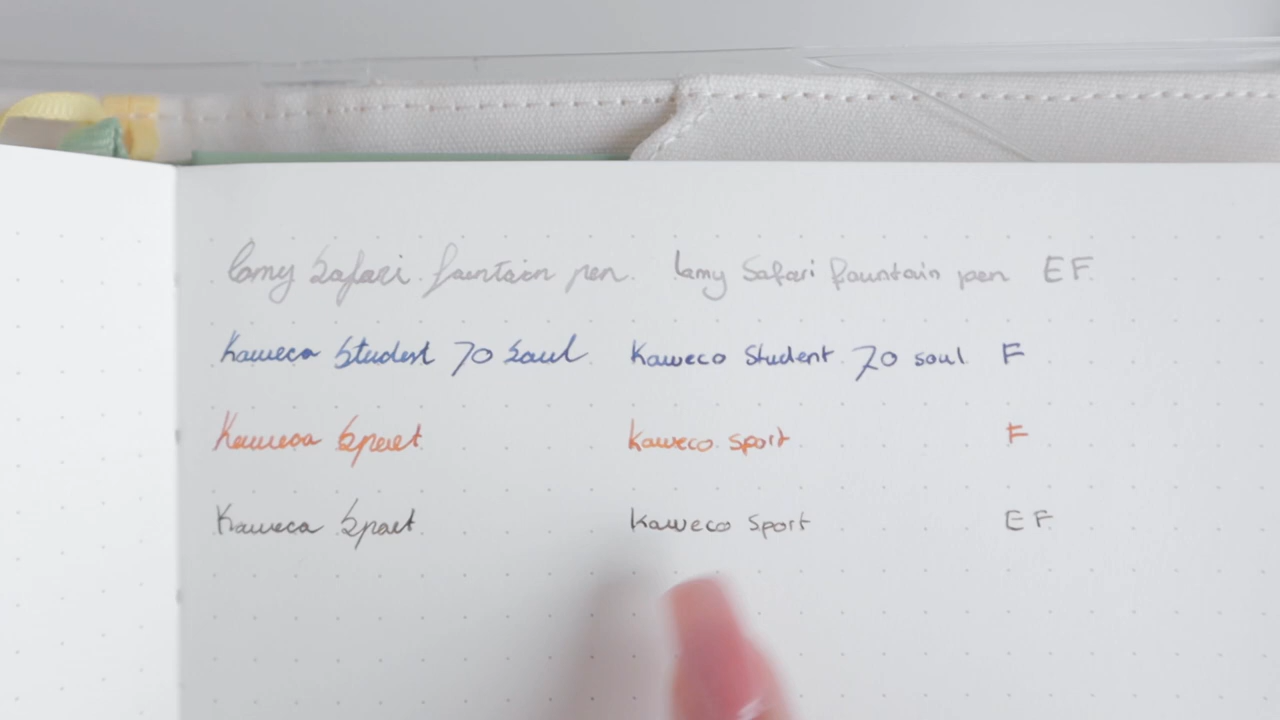 lamy Safari fountain pen lamy Safari fountain pen EF
Kaweco Student 70 Soul Kaweco Student 70 soul F
Kaweco Sport Kaweco Sport F
Kaweco Sport Kaweco Sport EF